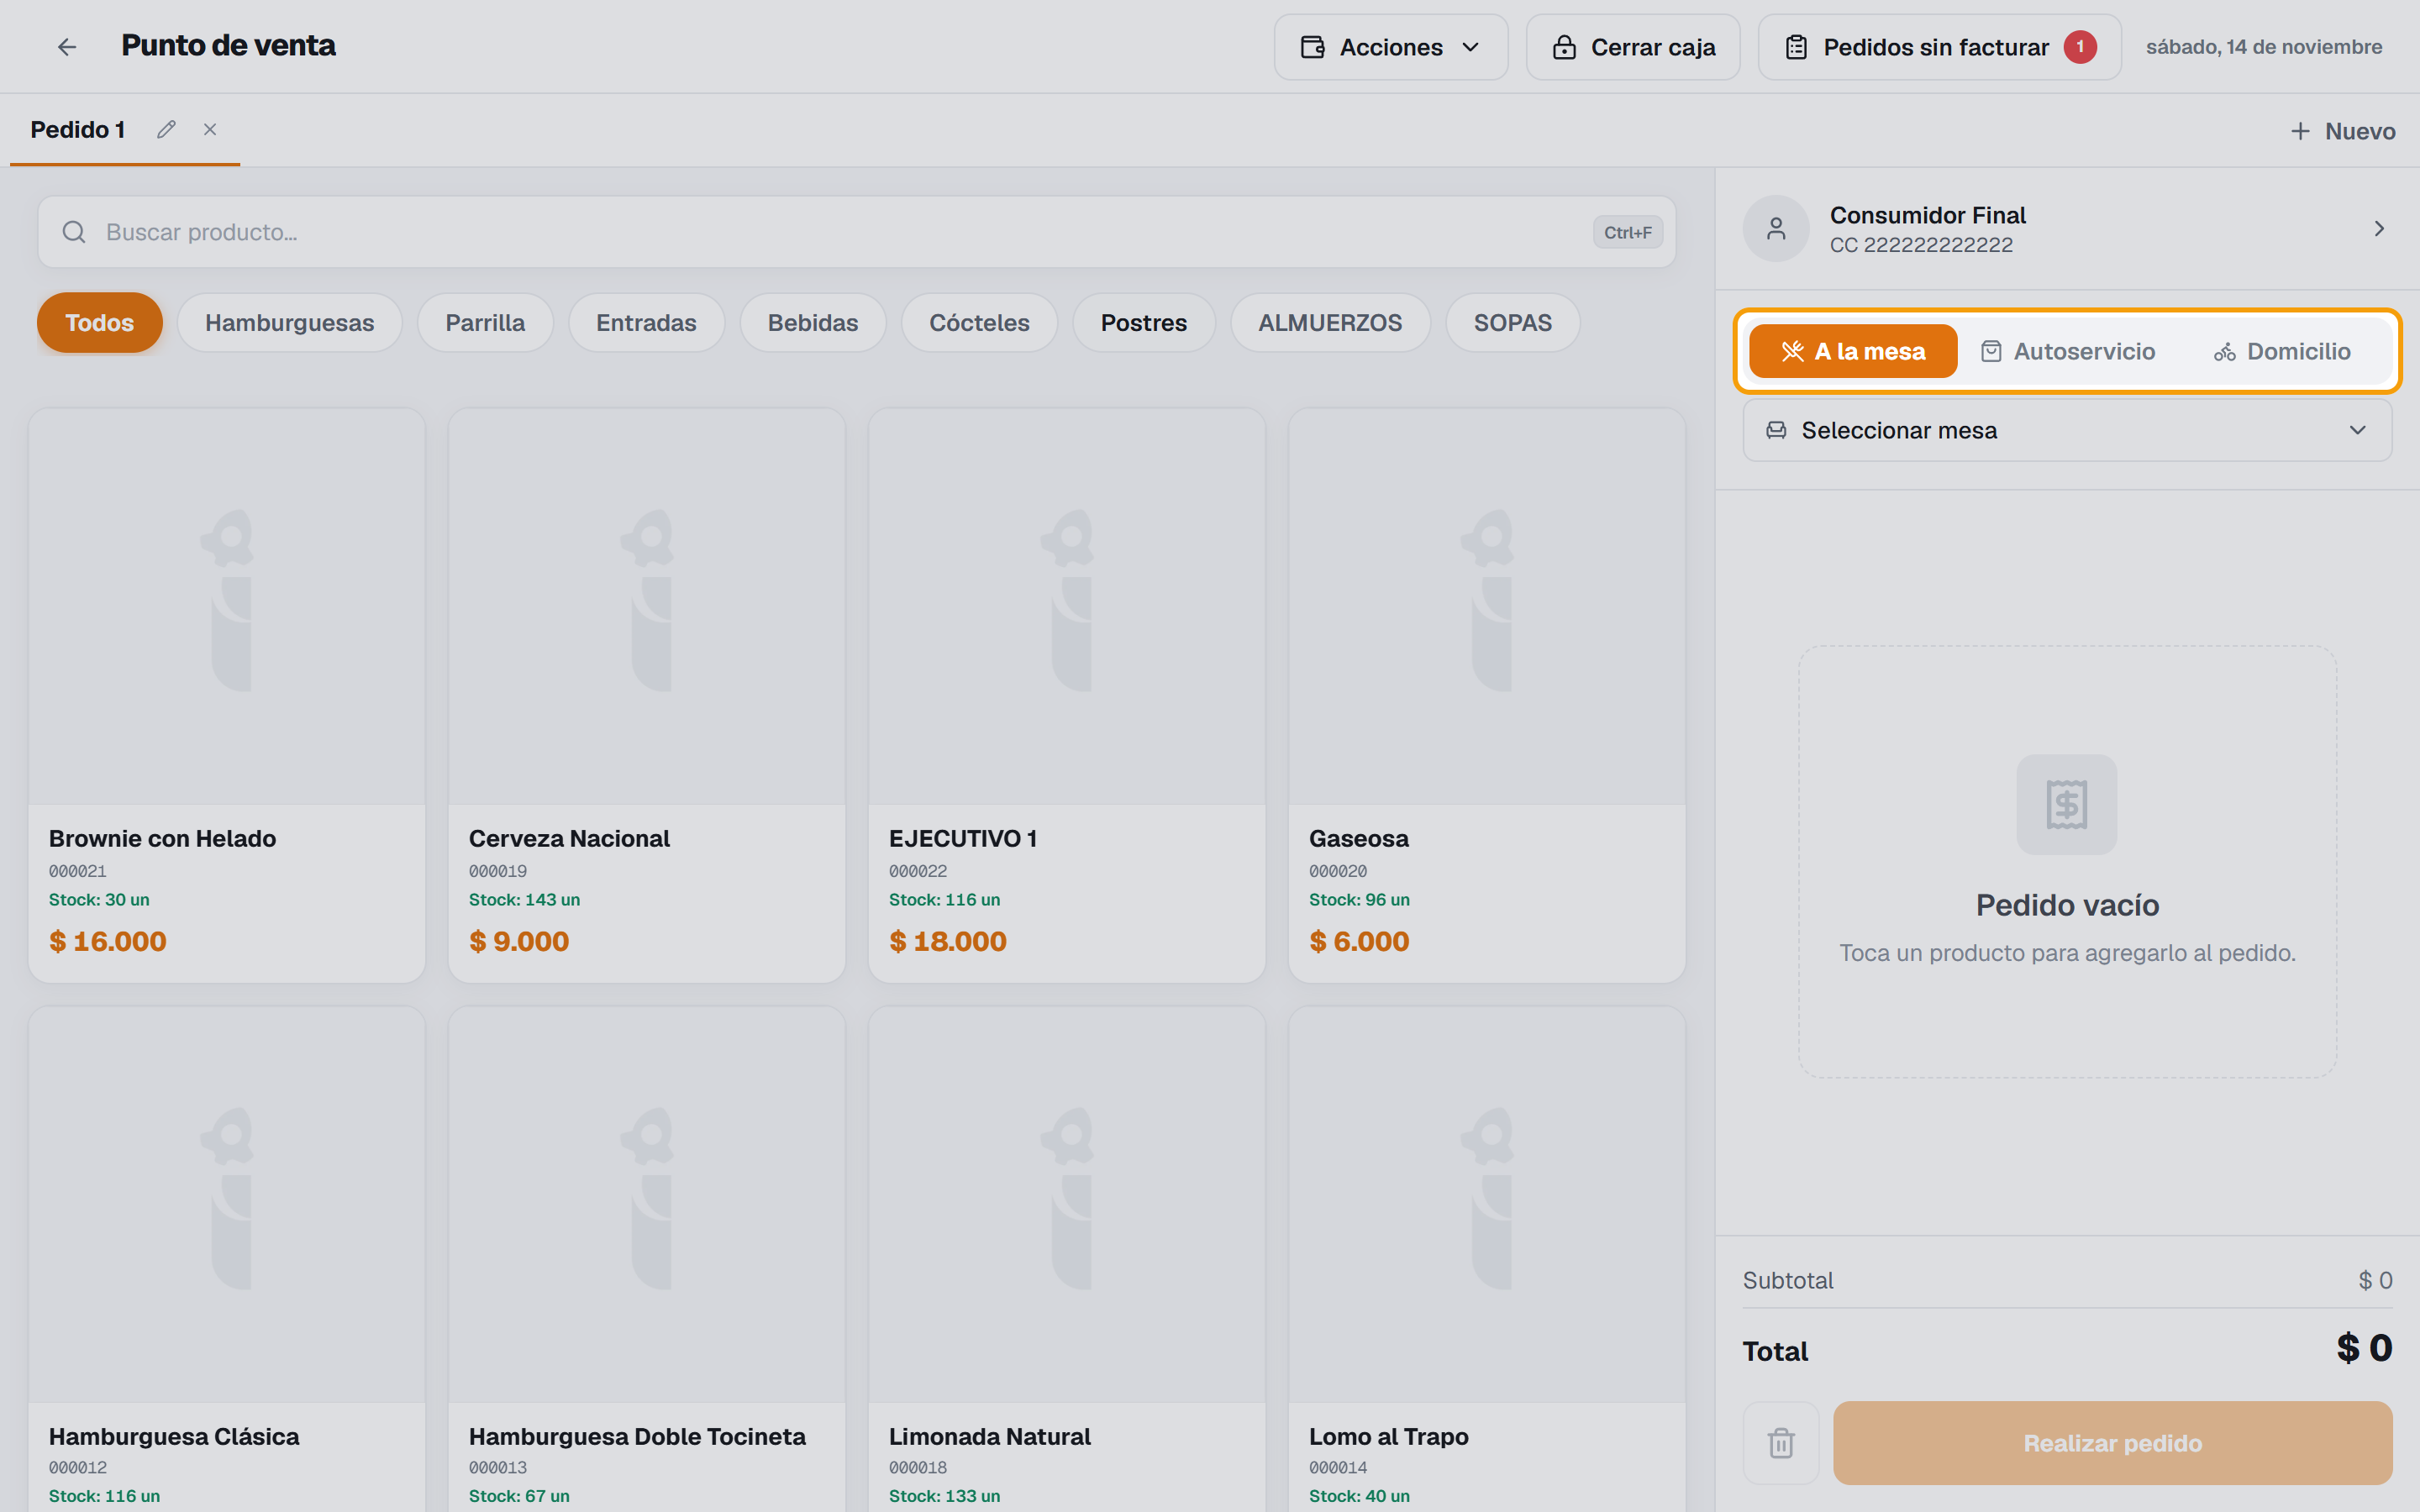 Punto de venta
Acciones
Cerrar caja
Pedidos sin facturar 1
sábado, 14 de noviembre
Pedido 1
Nuevo
Buscar producto...
Ctrl+F
Todos
Hamburguesas
Parrilla
Entradas
Bebidas
Cócteles
Postres
ALMUERZOS
SOPAS
Consumidor Final
CC 222222222222
A la mesa
Autoservicio
Domicilio
Seleccionar mesa
Brownie con Helado
000021
Stock: 30 un
$ 16.000
Cerveza Nacional
000019
Stock: 143 un
$ 9.000
EJECUTIVO 1
000022
Stock: 116 un
$ 18.000
Gaseosa
000020
Stock: 96 un
$ 6.000
Hamburguesa Clásica
000012
Stock: 116 un
Hamburguesa Doble Tocineta
000013
Stock: 67 un
Limonada Natural
000018
Stock: 133 un
Lomo al Trapo
000014
Stock: 40 un
Pedido vacío
Toca un producto para agregarlo al pedido.
Subtotal
$ 0
Total
$ 0
Realizar pedido